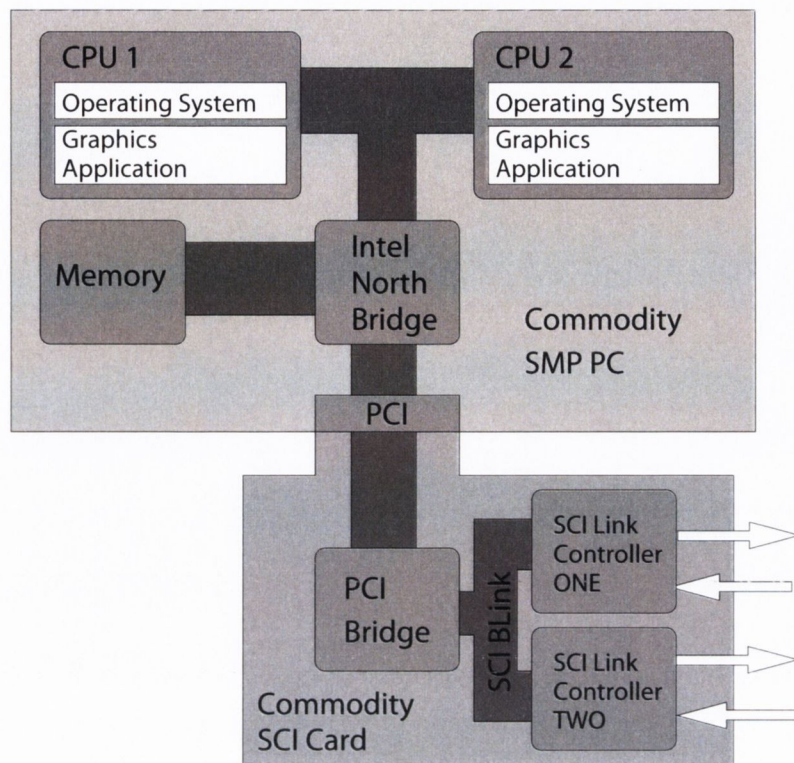 CPU 1
Operating System
Graphics
Application
CPU 2
Operating System
Graphics
Application
Memory
Intel
North
Bridge
Commodity
SMP PC
PCI
PCI
Bridge
SCI BLink
SCI Link
Controller
ONE
SCI Link
Controller
TWO
Commodity
SCI Card